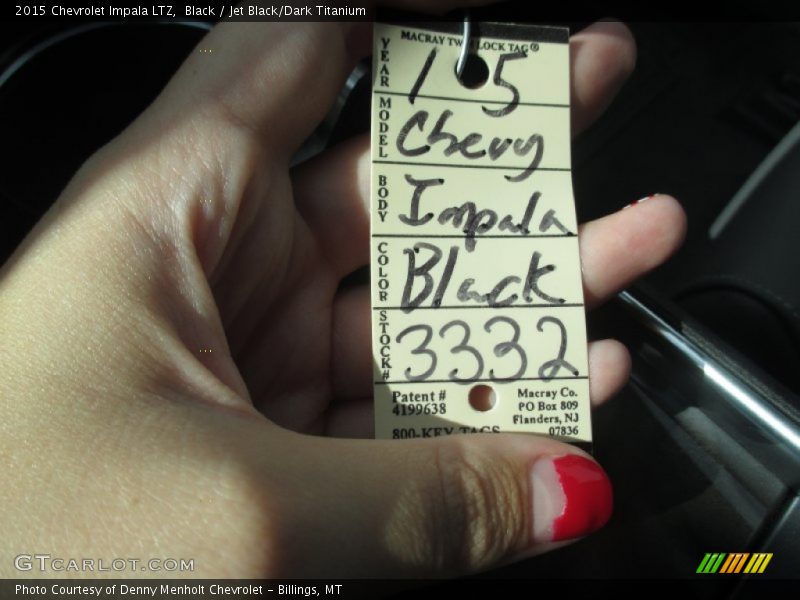 2015 Chevrolet Impala LTZ, Black / Jet Black/Dark Titanium
MACRAY LOCK TAG®
YEAR 15
MODEL Chevy
BODY Impala
COLOR Black
STOCK# 3332
Patent #
4199638
Macray Co.
PO Box 809
Flanders, NJ
07836
800-KEY-TAGS
GTCARLOT.COM
Photo Courtesy of Denny Menholt Chevrolet - Billings, MT